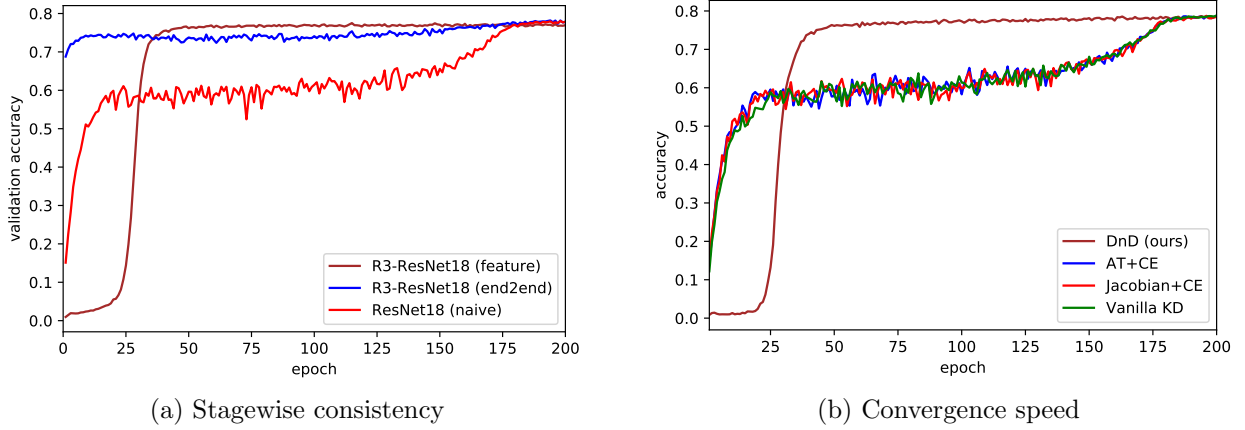 0.8
0.7
0.6
0.5
0.4
0.3
0.2
0.1
0.0
validation accuracy
0 25 50 75 100 125 150 175 200
epoch
R3-ResNet18 (feature)
R3-ResNet18 (end2end)
ResNet18 (naive)
(a) Stagewise consistency
0.8
0.7
0.6
0.5
0.4
0.3
0.2
0.1
0.0
accuracy
25 50 75 100 125 150 175 200
epoch
DnD (ours)
AT+CE
Jacobian+CE
Vanilla KD
(b) Convergence speed